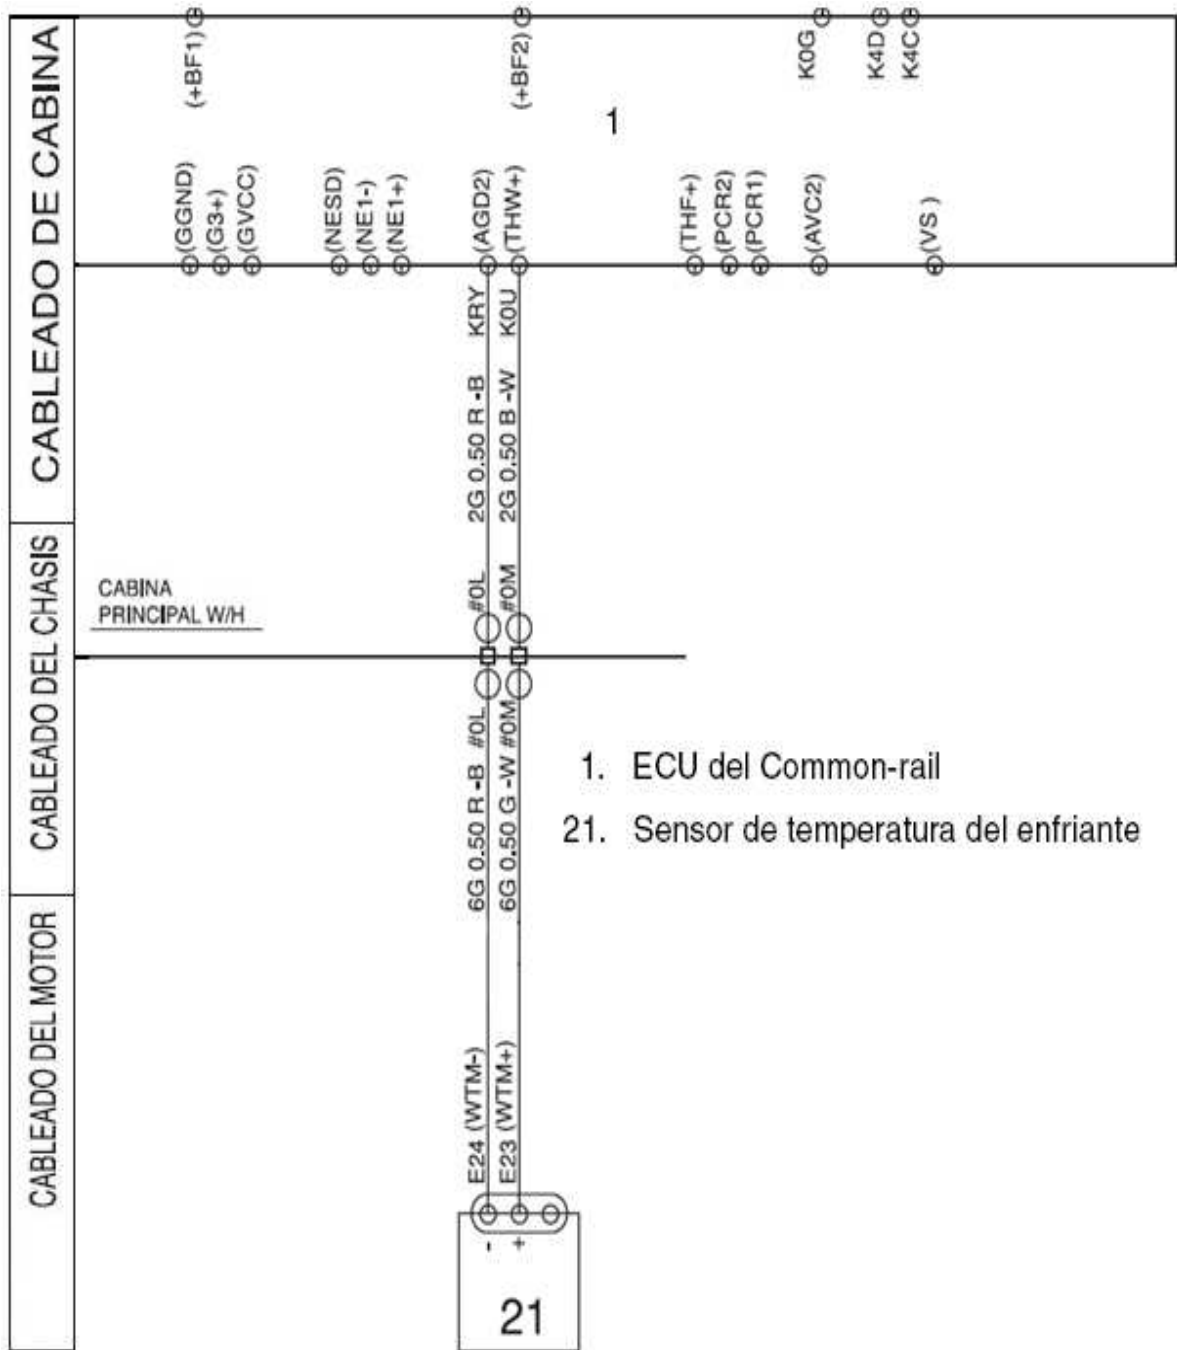 CABLEADO DE CABINA
CABLEADO DEL CHASIS
CABLEADO DEL MOTOR
(+BF1)
(+BF2)
K0G
K4D
K4C
1
(GGND)
(G3+)
(GVCC)
(NESD)
(NE1-)
(NE1+)
(AGD2)
(THW+)
(THF+)
(PCR2)
(PCR1)
(AVC2)
(VS )
2G 0.50 R -B KRY
2G 0.50 B -W K0U
CABINA
PRINCIPAL W/H
#0L
#0M
6G 0.50 R -B #0L
6G 0.50 G -W #0M
1. ECU del Common-rail
21. Sensor de temperatura del enfriante
E24 (WTM-)
E23 (WTM+)
- +
21